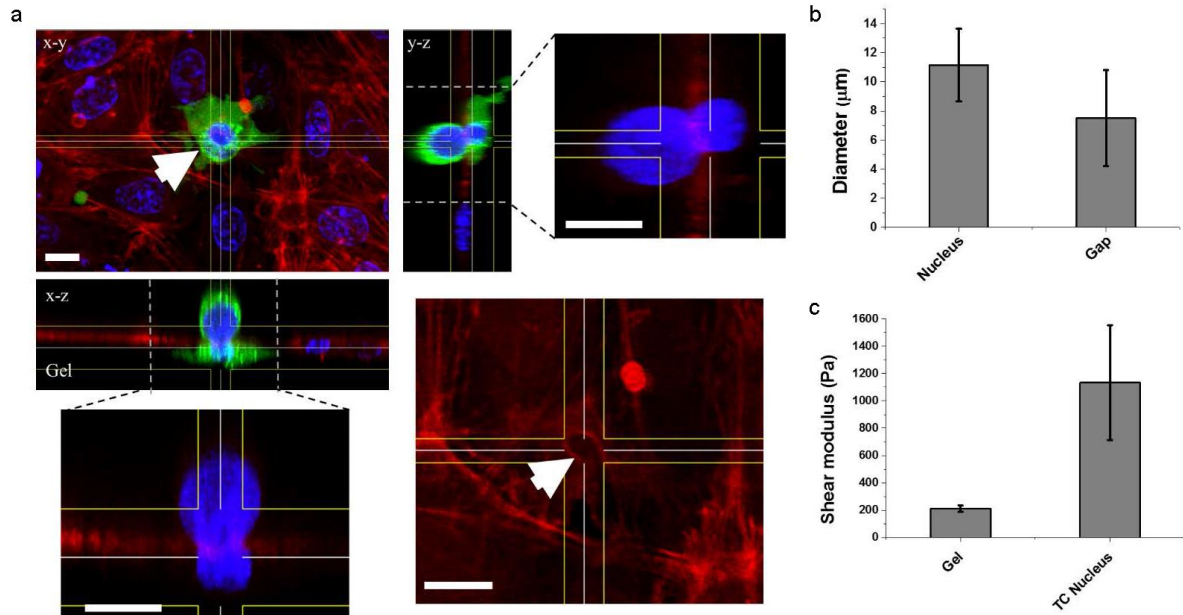 a
x-y
y-z
x-z
Gel
b
Diameter (μm)
14
12
10
8
6
4
2
0
Nucleus
Gap
c
Shear modulus (Pa)
1600
1400
1200
1000
800
600
400
200
0
Gel
TC Nucleus